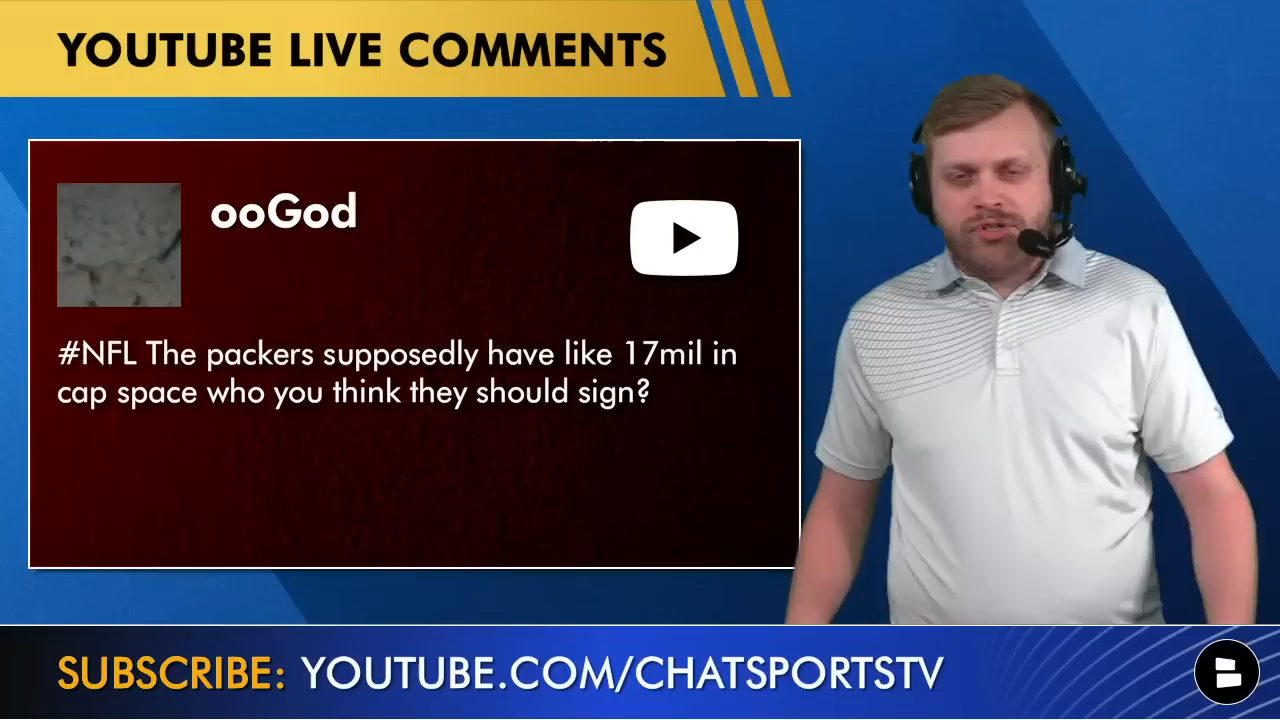 YOUTUBE LIVE COMMENTS
ooGod
#NFL The packers supposedly have like 17mil in
cap space who you think they should sign?
SUBSCRIBE: YOUTUBE.COM/CHATSPORTSTV